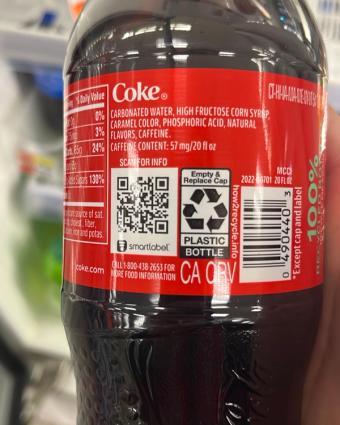 % Daily Value
0%
3%
24%
130%
coke.com
Coke®
CARBONATED WATER, HIGH FRUCTOSE CORN SYRUP,
CARAMEL COLOR, PHOSPHORIC ACID, NATURAL
FLAVORS, CAFFEINE.
CAFFEINE CONTENT: 57 mg/20 fl oz
SCAN FOR INFO
smartlabel
CALL 1-800-438-2653 FOR
MORE FOOD INFORMATION
Empty &
Replace Cap
PLASTIC
BOTTLE
how2recycle.info
CA CRV
20 FL OZ
0 490440 3
*Except cap and label
100%